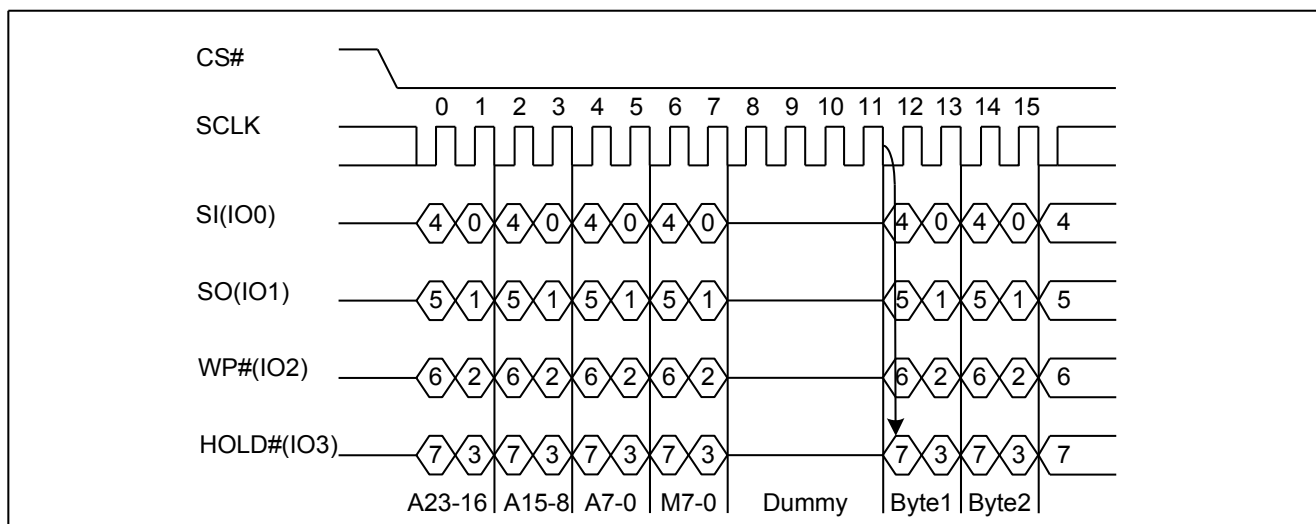 CS#
0 1 2 3 4 5 6 7 8 9 10 11 12 13 14 15
SCLK
SI(IO0) 4 0 4 0 4 0 4 0 4 0 4 0 4
SO(IO1) 5 1 5 1 5 1 5 1 5 1 5 1 5
WP#(IO2) 6 2 6 2 6 2 6 2 6 2 6 2 6
HOLD#(IO3) 7 3 7 3 7 3 7 3 7 3 7 3 7
A23-16 A15-8 A7-0 M7-0 Dummy Byte1 Byte2